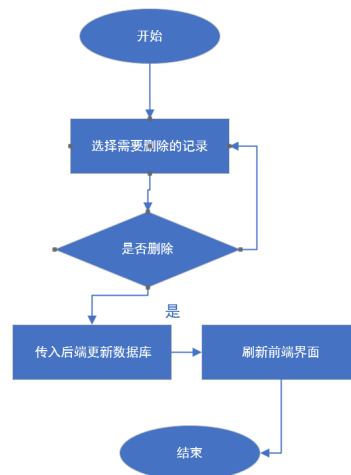 开始
选择需要删除的记录
是否删除
是
传入后端更新数据库
刷新前端界面
结束